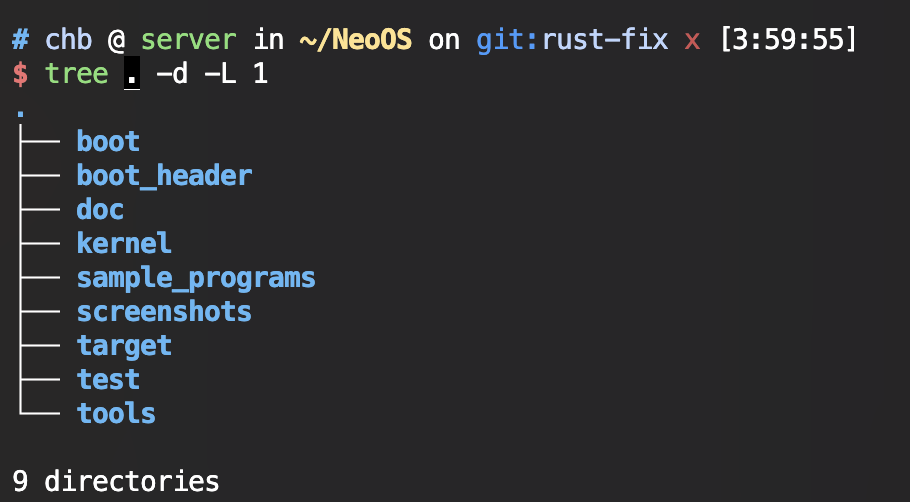 # chb @ server in ~/NeoOS on git:rust-fix x [3:59:55]
$ tree . -d -L 1
.
├── boot
├── boot_header
├── doc
├── kernel
├── sample_programs
├── screenshots
├── target
├── test
└── tools

9 directories